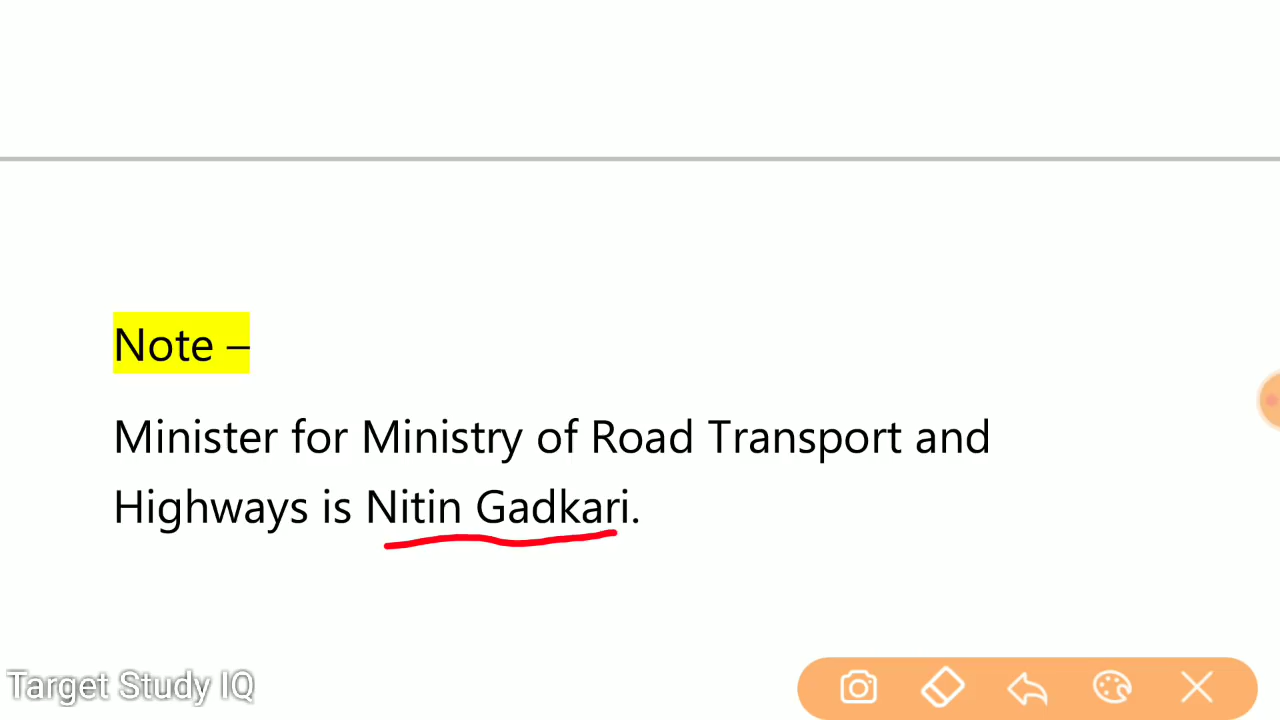 Note –
Minister for Ministry of Road Transport and
Highways is Nitin Gadkari.
Target Study IQ